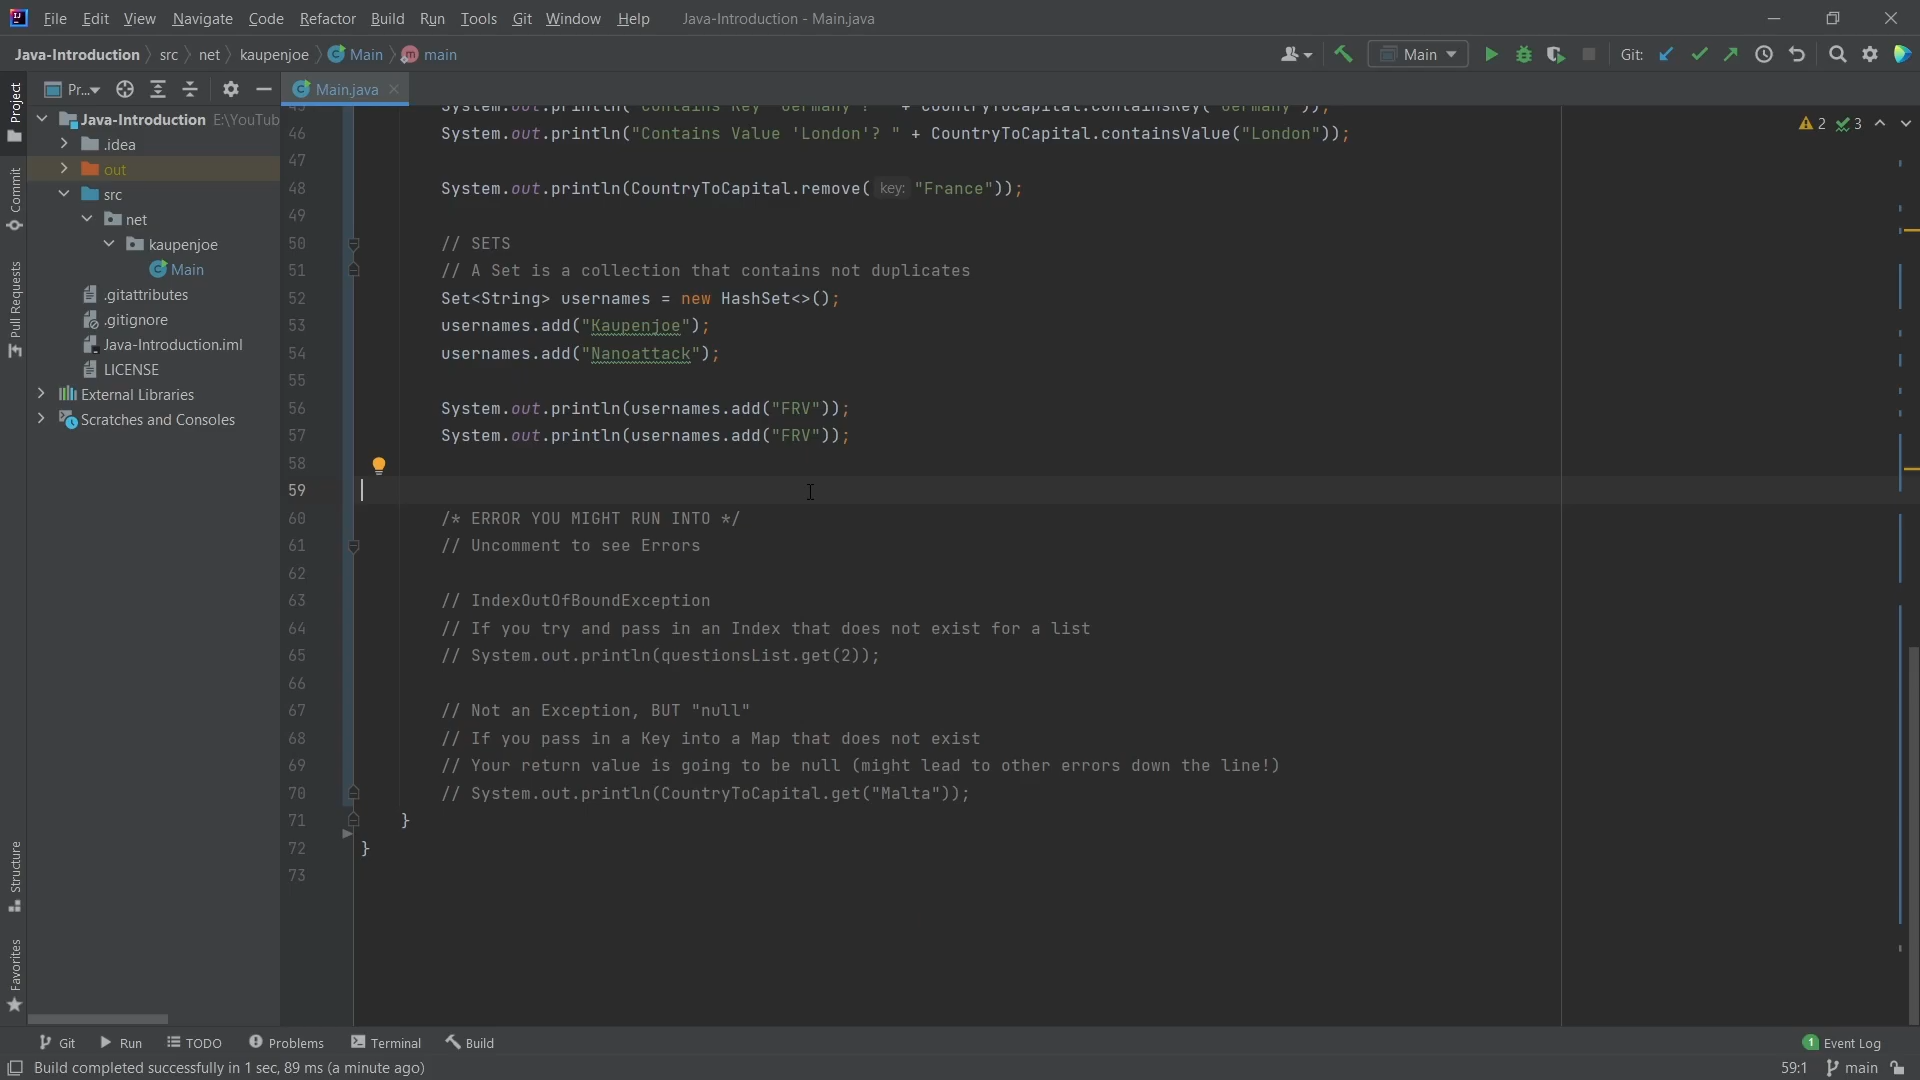 File Edit View Navigate Code Refactor Build Run Tools Git Window Help Java-Introduction - Main.java
Java-Introduction src net kaupenjoe Main main Main Git:
Project
Commit
Pull Requests
Structure
Favorites
Pr... Main.java
Java-Introduction E:\YouTub
.idea
out
src
net
kaupenjoe
Main
.gitattributes
.gitignore
Java-Introduction.iml
LICENSE
External Libraries
Scratches and Consoles
2 3
45 System.out.println("Contains Key 'Germany'? " + CountryToCapital.containsKey("Germany"));
46 System.out.println("Contains Value 'London'? " + CountryToCapital.containsValue("London"));
47
48 System.out.println(CountryToCapital.remove( key: "France"));
49
50 // SETS
51 // A Set is a collection that contains not duplicates
52 Set<String> usernames = new HashSet<>();
53 usernames.add("Kaupenjoe");
54 usernames.add("Nanoattack");
55
56 System.out.println(usernames.add("FRV"));
57 System.out.println(usernames.add("FRV"));
58
59
60 /* ERROR YOU MIGHT RUN INTO */
61 // Uncomment to see Errors
62
63 // IndexOutOfBoundException
64 // If you try and pass in an Index that does not exist for a list
65 // System.out.println(questionsList.get(2));
66
67 // Not an Exception, BUT "null"
68 // If you pass in a Key into a Map that does not exist
69 // Your return value is going to be null (might lead to other errors down the line!)
70 // System.out.println(CountryToCapital.get("Malta"));
71 }
72 }
73
Git Run TODO Problems Terminal Build 1 Event Log
Build completed successfully in 1 sec, 89 ms (a minute ago) 59:1 main